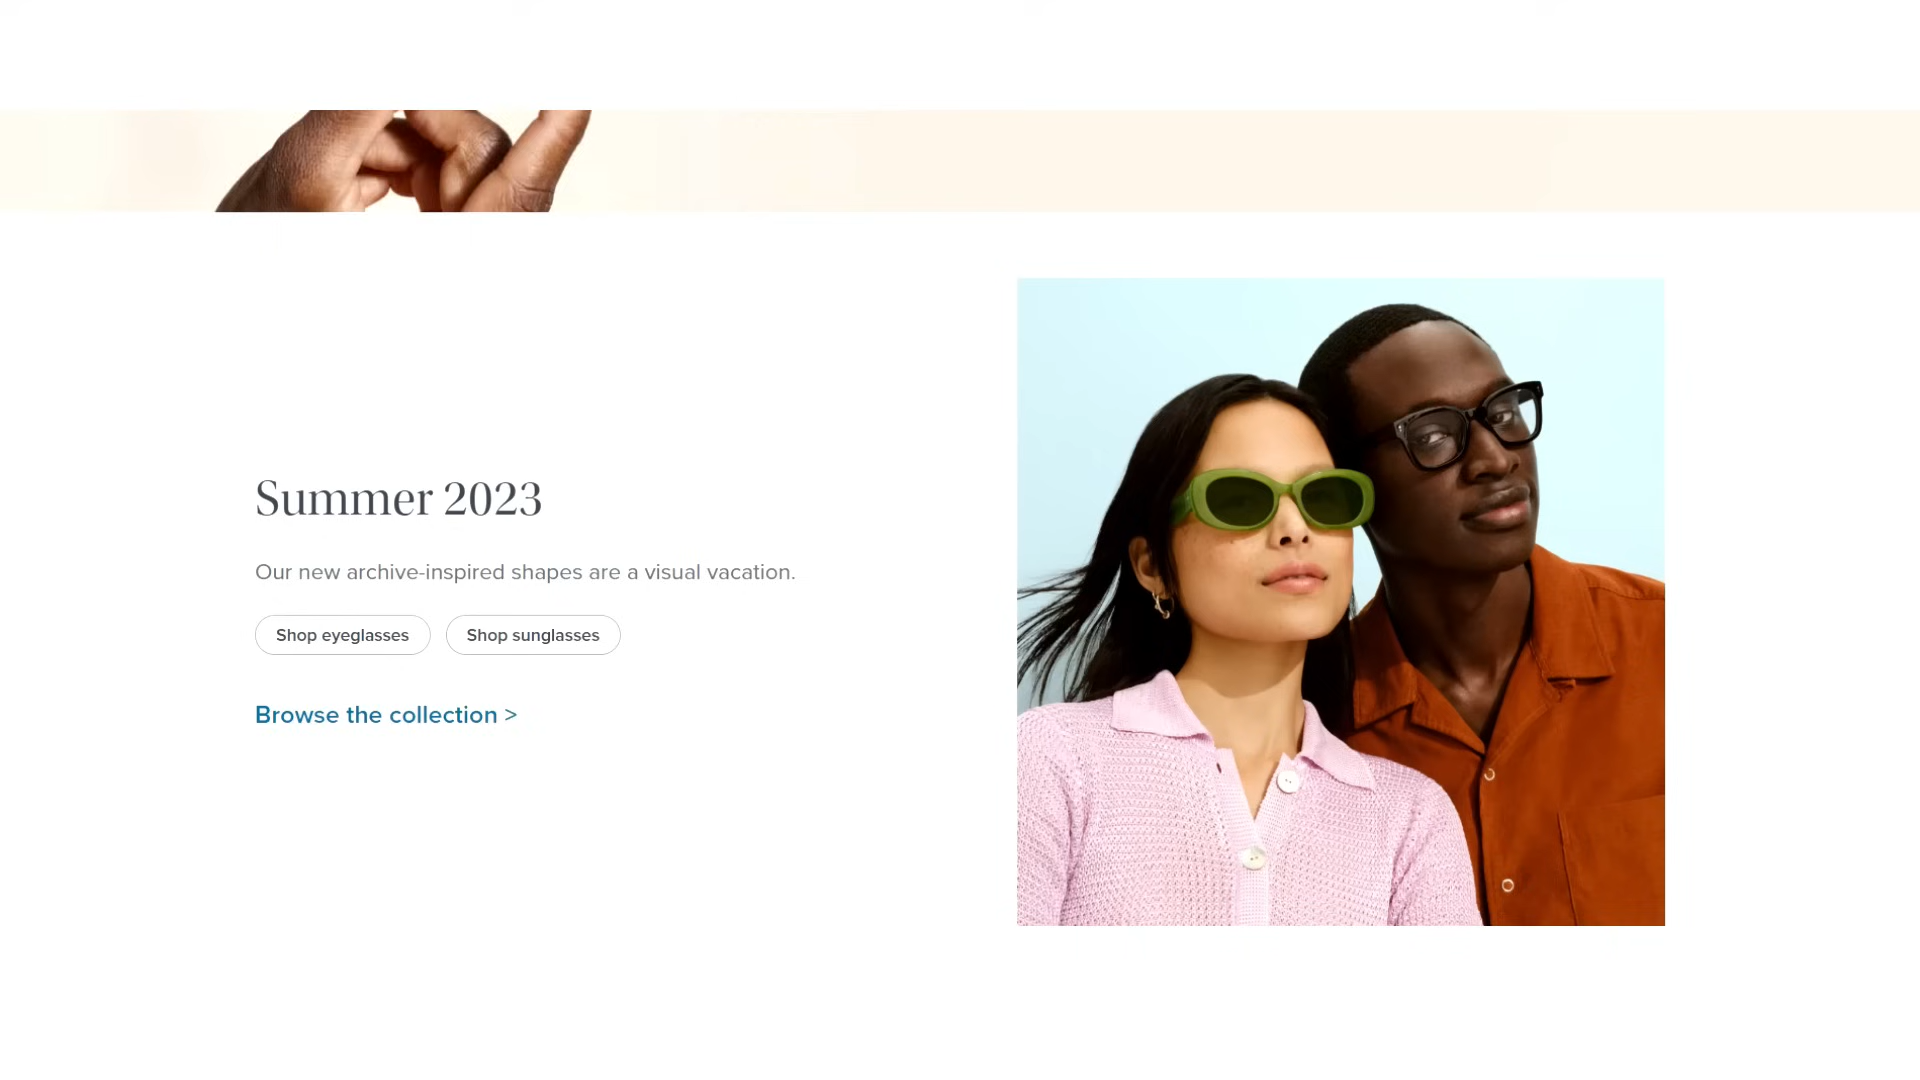 Summer 2023
Our new archive-inspired shapes are a visual vacation.
Shop eyeglasses
Shop sunglasses
Browse the collection >